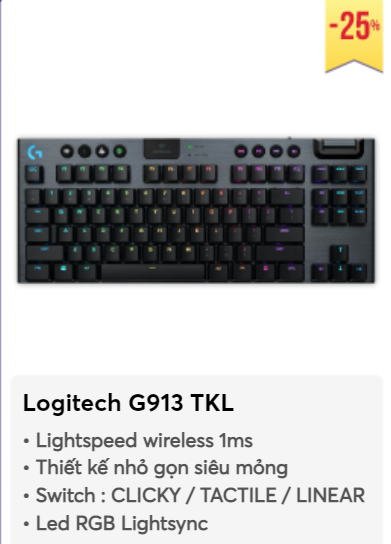 -25%
Logitech G913 TKL
• Lightspeed wireless 1ms
• Thiết kế nhỏ gọn siêu mỏng
• Switch : CLICKY / TACTILE / LINEAR
• Led RGB Lightsync